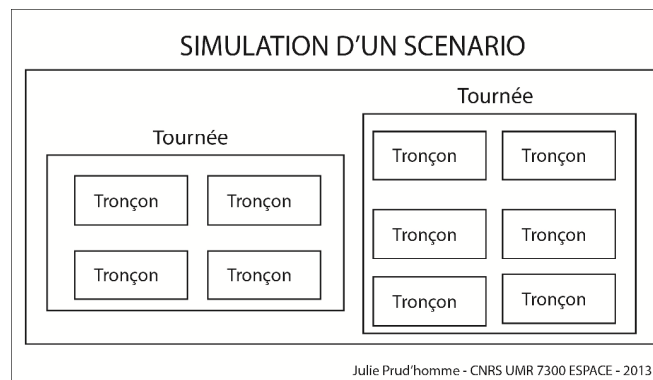 SIMULATION D'UN SCENARIO
Tournée
Tronçon Tronçon
Tronçon Tronçon
Tournée
Tronçon Tronçon
Tronçon Tronçon
Tronçon Tronçon
Julie Prud'homme - CNRS UMR 7300 ESPACE - 2013